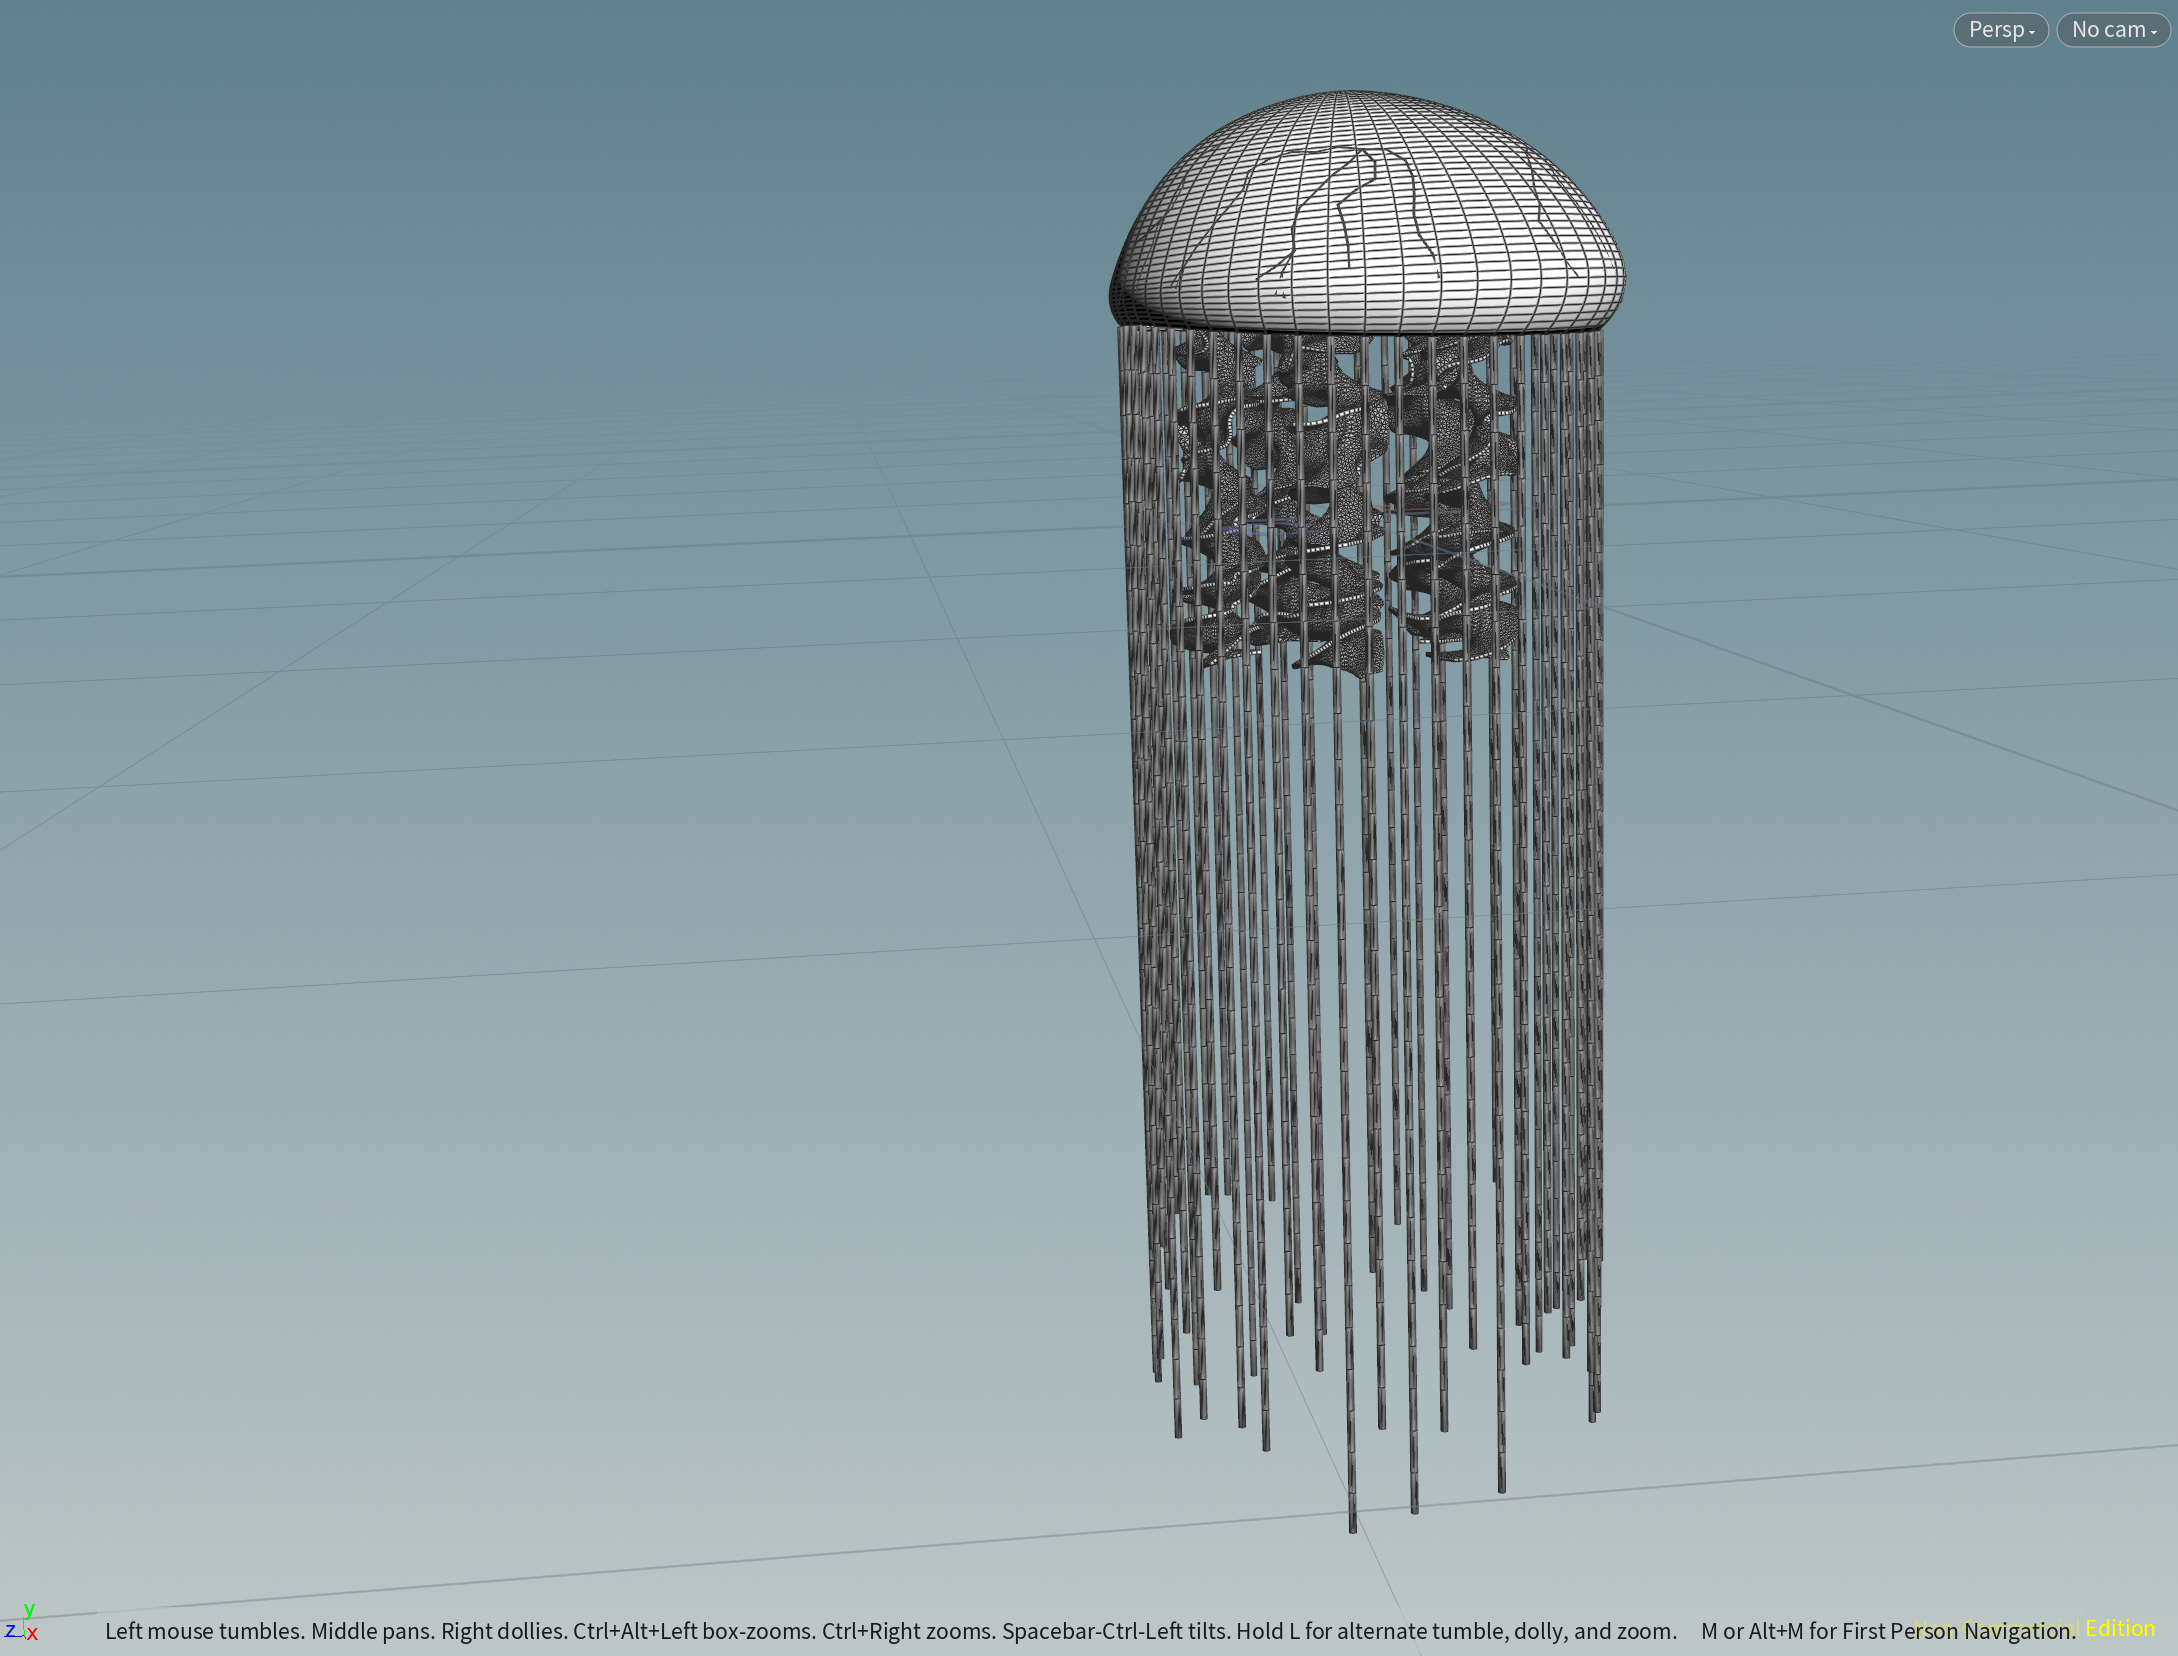 Persp
No cam
y
z x
Left mouse tumbles. Middle pans. Right dollies. Ctrl+Alt+Left box-zooms. Ctrl+Right zooms. Spacebar-Ctrl-Left tilts. Hold L for alternate tumble, dolly, and zoom. M or Alt+M for First Person Navigation. Edition